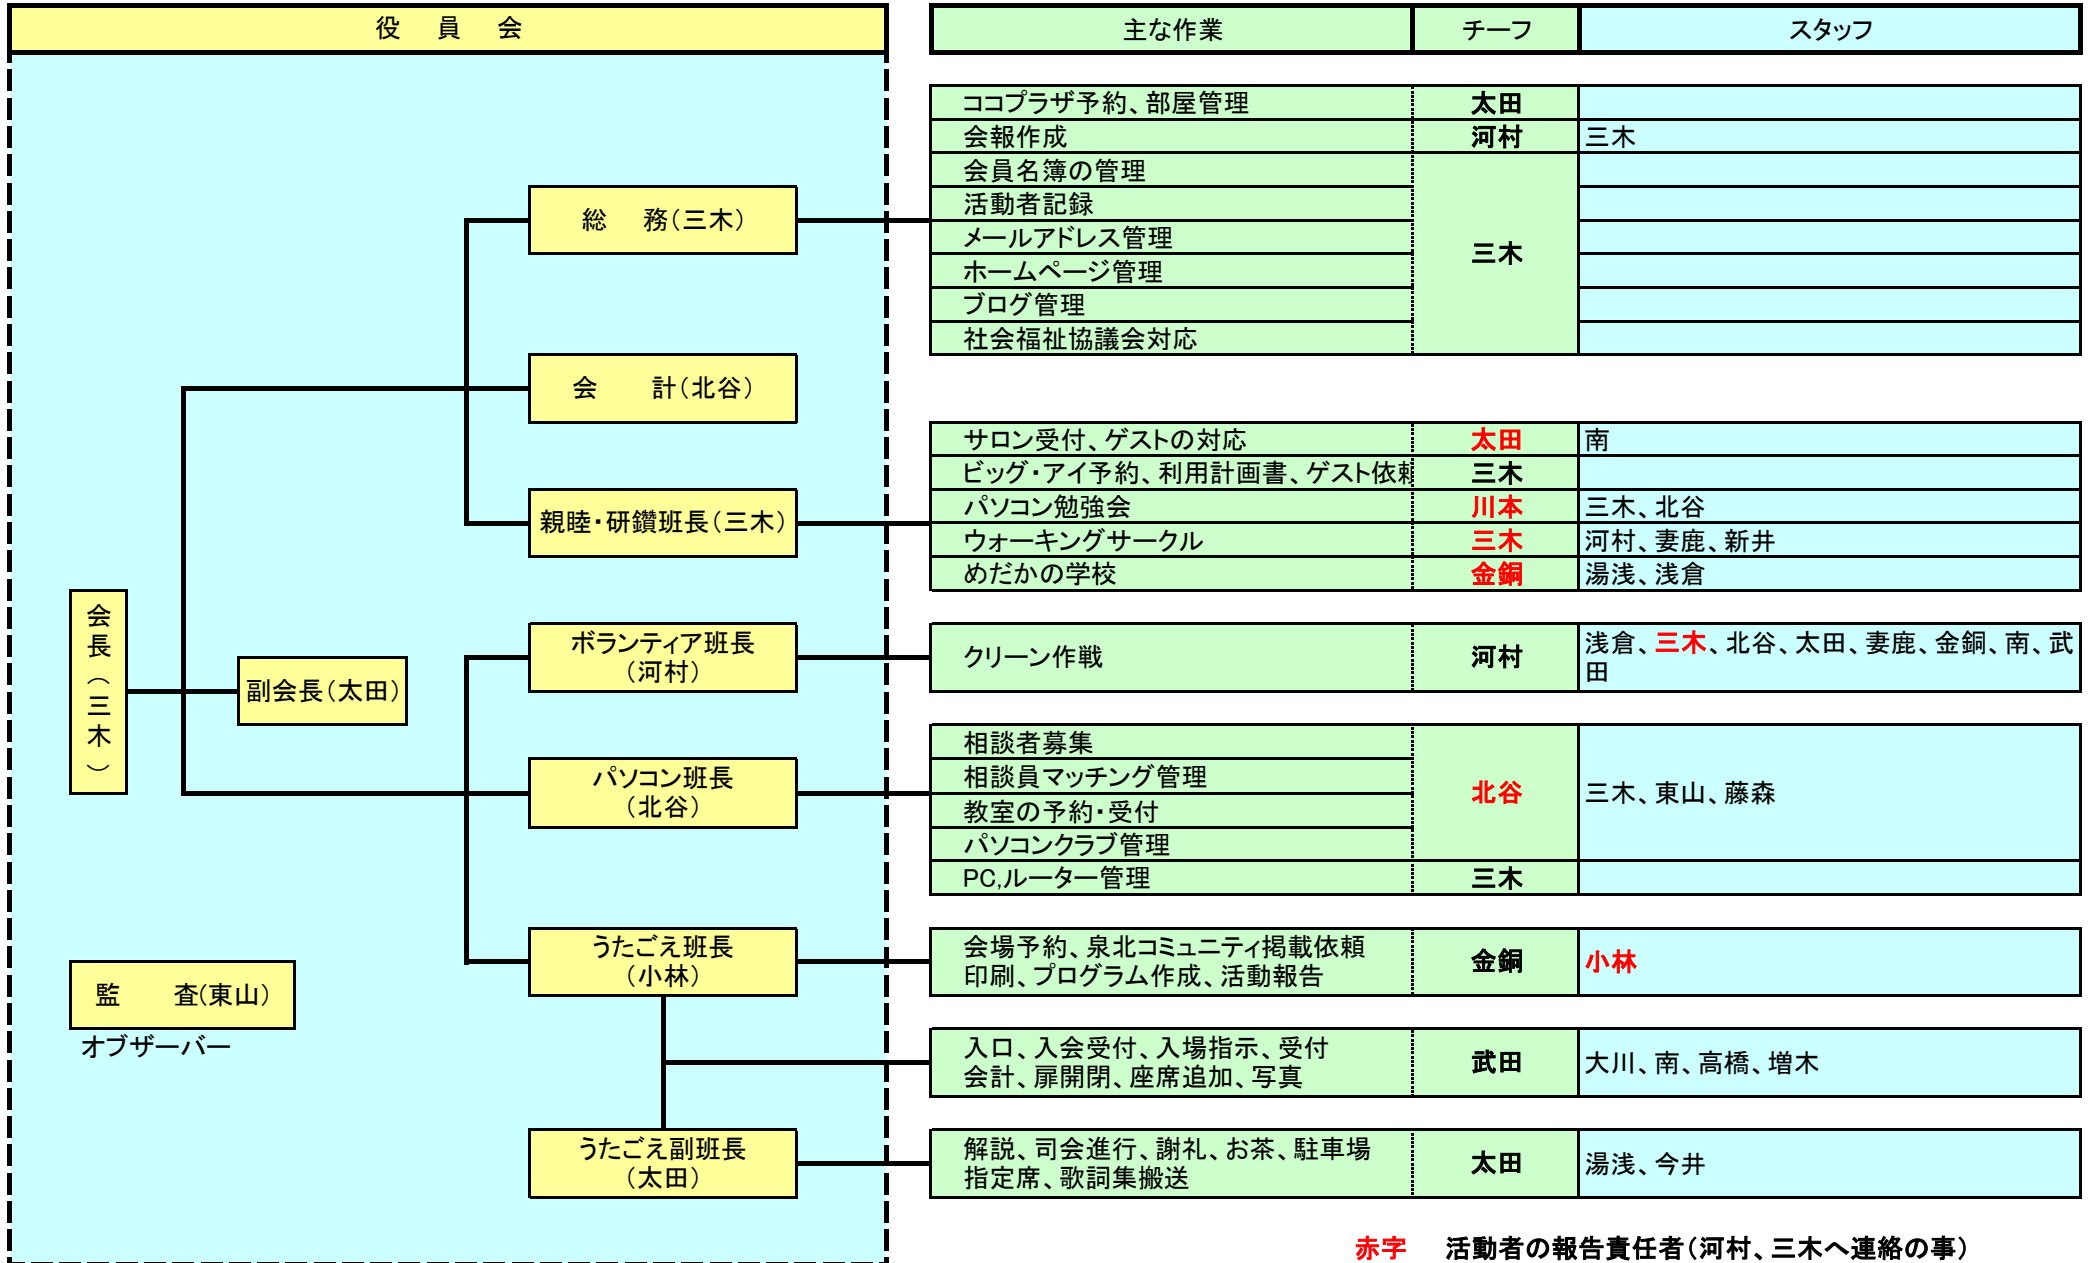 役 員 会
主な作業 チーフ スタッフ
ココプラザ予約、部屋管理 太田
会報作成 河村 三木
会員名簿の管理
活動者記録
メールアドレス管理
ホームページ管理
ブログ管理
社会福祉協議会対応
三木
総 務（三木）
会 計（北谷）
サロン受付、ゲストの対応 太田 南
ビッグ・アイ予約、利用計画書、ゲスト依頼 三木
パソコン勉強会 川本 三木、北谷
ウォーキングサークル 三木 河村、妻鹿、新井
めだかの学校 金銅 湯浅、浅倉
親睦・研鑽班長（三木）
会長（三木）
副会長（太田）
ボランティア班長
（河村）
クリーン作戦 河村
浅倉、三木、北谷、太田、妻鹿、金銅、南、武
田
パソコン班長
（北谷）
相談者募集
相談員マッチング管理
教室の予約・受付
パソコンクラブ管理
北谷 三木、東山、藤森
PC,ルーター管理 三木
うたごえ班長
（小林）
会場予約、泉北コミュニティ掲載依頼
印刷、プログラム作成、活動報告
金銅 小林
監 査(東山）
オブザーバー
入口、入会受付、入場指示、受付
会計、扉開閉、座席追加、写真
武田 大川、南、高橋、増木
うたごえ副班長
（太田）
解説、司会進行、謝礼、お茶、駐車場
指定席、歌詞集搬送
太田 湯浅、今井
赤字 活動者の報告責任者（河村、三木へ連絡の事）